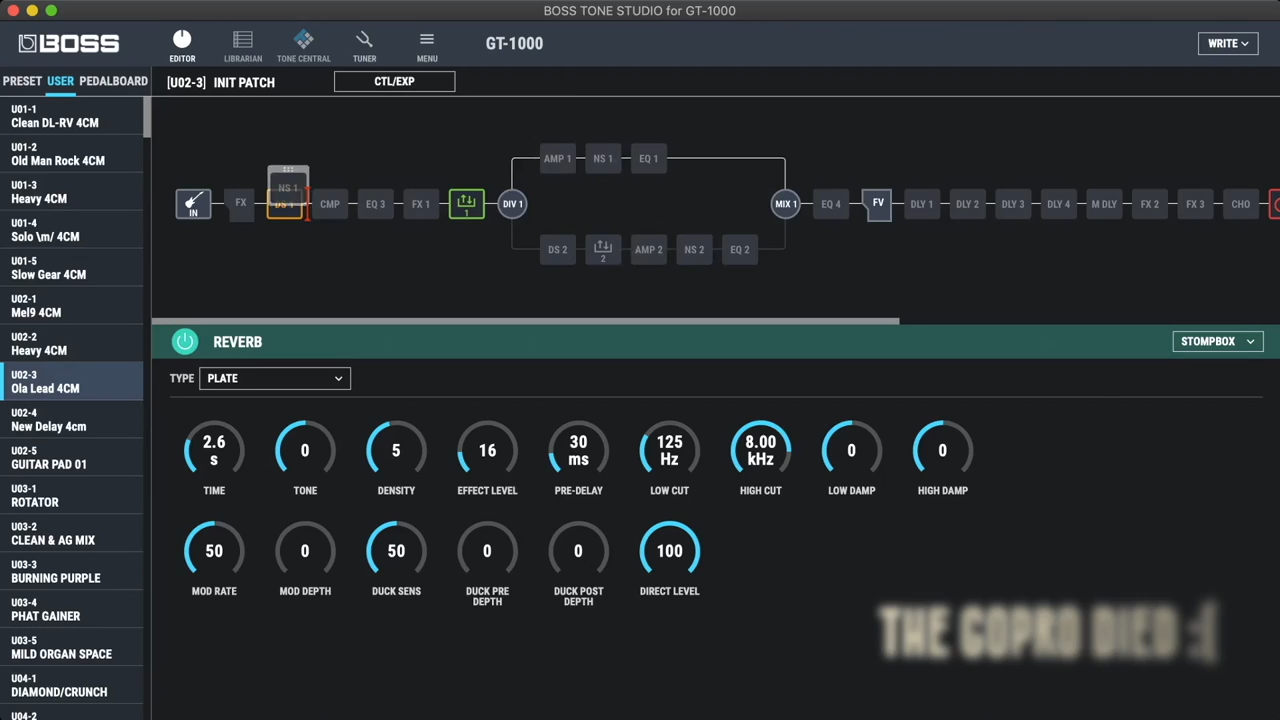 BOSS TONE STUDIO for GT-1000
BOSS
EDITOR
LIBRARIAN
TONE CENTRAL
TUNER
MENU
GT-1000
WRITE
PRESET USER PEDALBOARD
[U02-3] INIT PATCH
CTL/EXP
U01-1
Clean DL-RV 4CM
U01-2
Old Man Rock 4CM
U01-3
Heavy 4CM
U01-4
Solo \m/ 4CM
U01-5
Slow Gear 4CM
U02-1
Mel9 4CM
U02-2
Heavy 4CM
U02-3
Ola Lead 4CM
U02-4
New Delay 4cm
U02-5
GUITAR PAD 01
U03-1
ROTATOR
U03-2
CLEAN & AG MIX
U03-3
BURNING PURPLE
U03-4
PHAT GAINER
U03-5
MILD ORGAN SPACE
U04-1
DIAMOND/CRUNCH
U04-2
AMP 1 NS 1 EQ 1
NS 1
IN FX DS 1 CMP EQ 3 FX 1 1 DIV 1 MIX 1 EQ 4 FV DLY 1 DLY 2 DLY 3 DLY 4 M DLY FX 2 FX 3 CHO
DS 2 2 AMP 2 NS 2 EQ 2
REVERB
STOMPBOX
TYPE PLATE
2.6 s
0
5
16
30 ms
125 Hz
8.00 kHz
0
0
TIME TONE DENSITY EFFECT LEVEL PRE-DELAY LOW CUT HIGH CUT LOW DAMP HIGH DAMP
50 0 50 0 0 100
MOD RATE
MOD DEPTH
DUCK SENS
DUCK PRE
DEPTH
DUCK POST
DEPTH
DIRECT LEVEL
THE GOPRO DIED :(